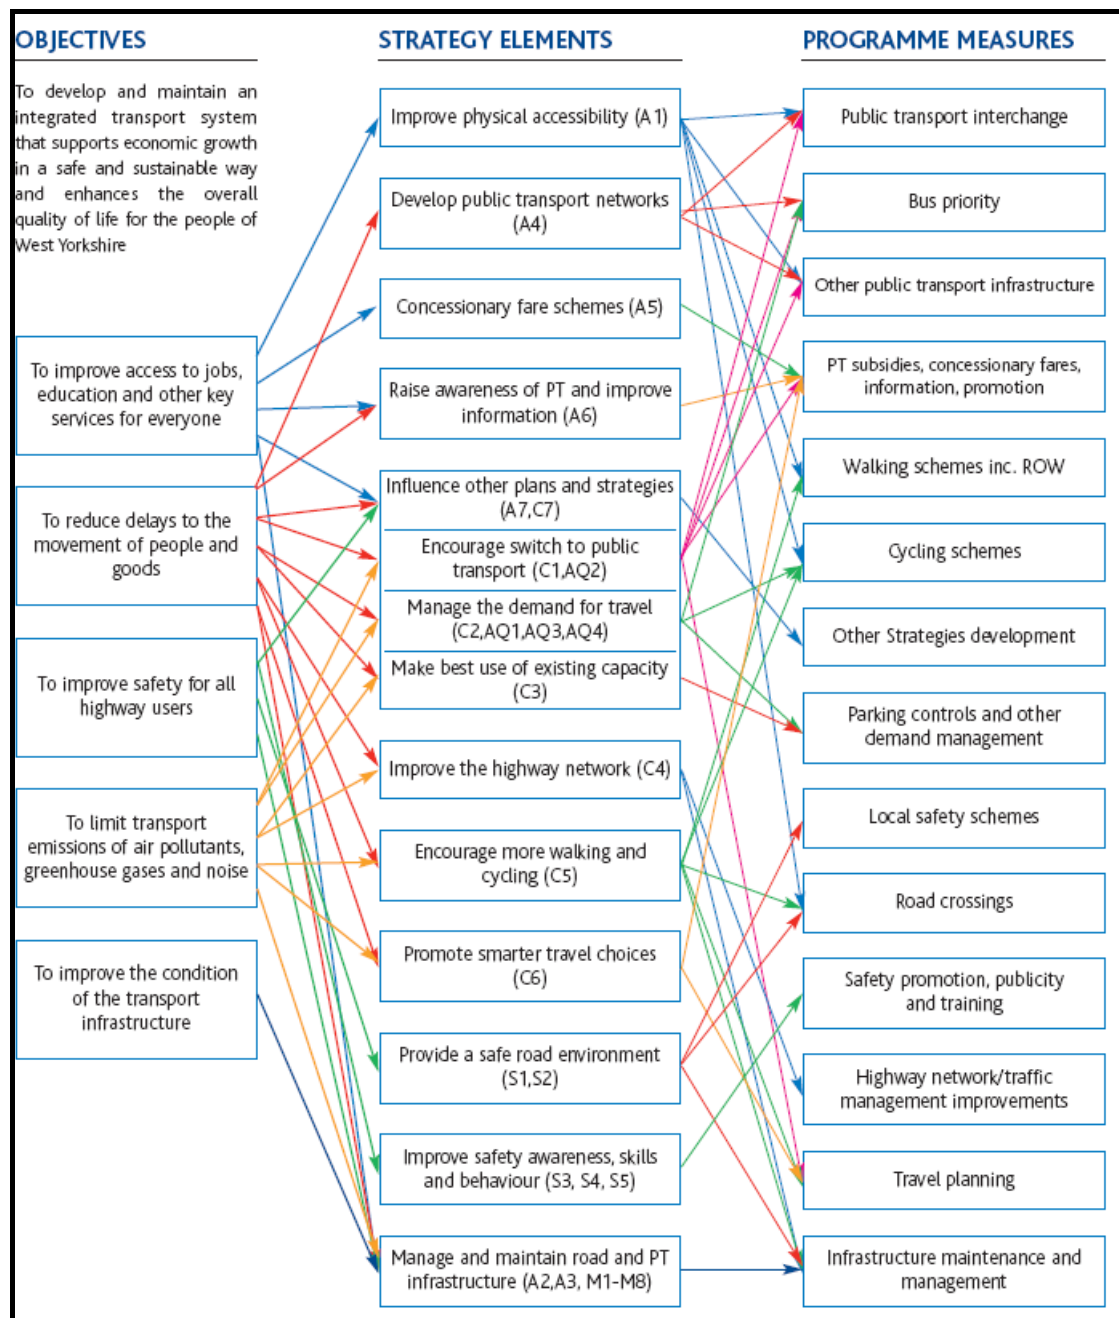 OBJECTIVES
To develop and maintain an
integrated transport system
that supports economic growth
in a safe and sustainable way
and enhances the overall
quality of life for the people of
West Yorkshire
To improve access to jobs,
education and other key
services for everyone
To reduce delays to the
movement of people and
goods
To improve safety for all
highway users
To limit transport
emissions of air pollutants,
greenhouse gases and noise
To improve the condition
of the transport
infrastructure
STRATEGY ELEMENTS
Improve physical accessibility (A1)
Develop public transport networks
(A4)
Concessionary fare schemes (A5)
Raise awareness of PT and improve
information (A6)
Influence other plans and strategies
(A7,C7)
Encourage switch to public
transport (C1,AQ2)
Manage the demand for travel
(C2,AQ1,AQ3,AQ4)
Make best use of existing capacity
(C3)
Improve the highway network (C4)
Encourage more walking and
cycling (C5)
Promote smarter travel choices
(C6)
Provide a safe road environment
(S1,S2)
Improve safety awareness, skills
and behaviour (S3, S4, S5)
Manage and maintain road and PT
infrastructure (A2,A3, M1-M8)
PROGRAMME MEASURES
Public transport interchange
Bus priority
Other public transport infrastructure
PT subsidies, concessionary fares,
information, promotion
Walking schemes inc. ROW
Cycling schemes
Other Strategies development
Parking controls and other
demand management
Local safety schemes
Road crossings
Safety promotion, publicity
and training
Highway network/traffic
management improvements
Travel planning
Infrastructure maintenance and
management